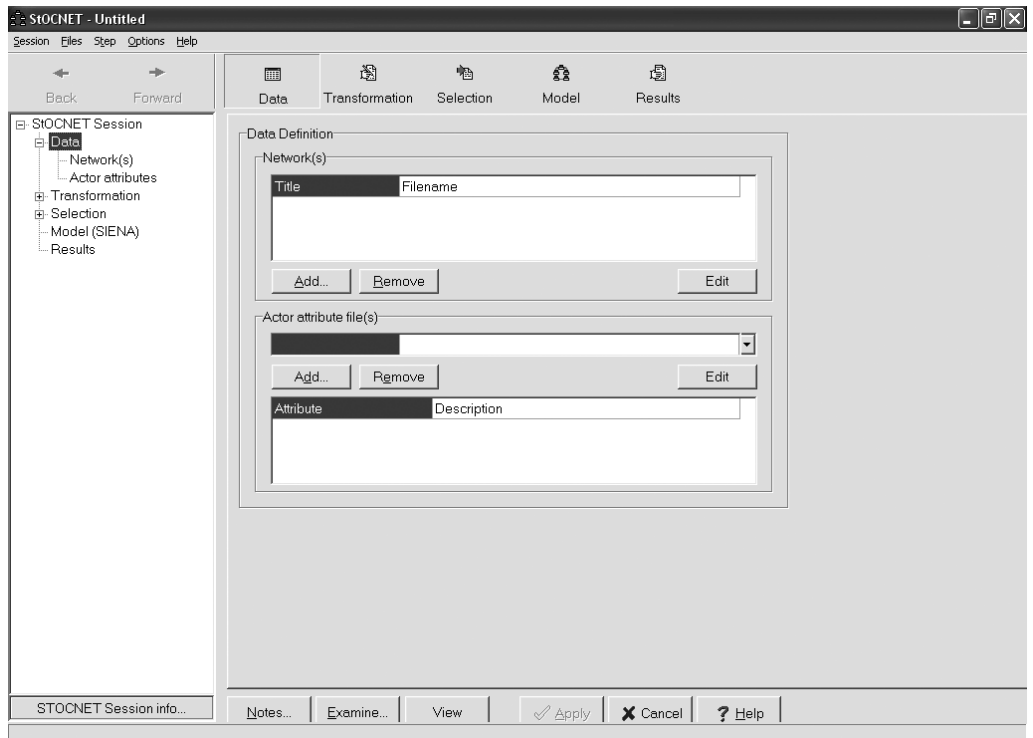 StOCNET - Untitled
Session Files Step Options Help
Back Forward Data Transformation Selection Model Results
StOCNET Session
Data
Network(s)
Actor attributes
Transformation
Selection
Model (SIENA)
Results
Data Definition
Network(s)
Title Filename
Add... Remove Edit
Actor attribute file(s)
Add... Remove Edit
Attribute Description
STOCNET Session info...
Notes... Examine... View Apply Cancel Help